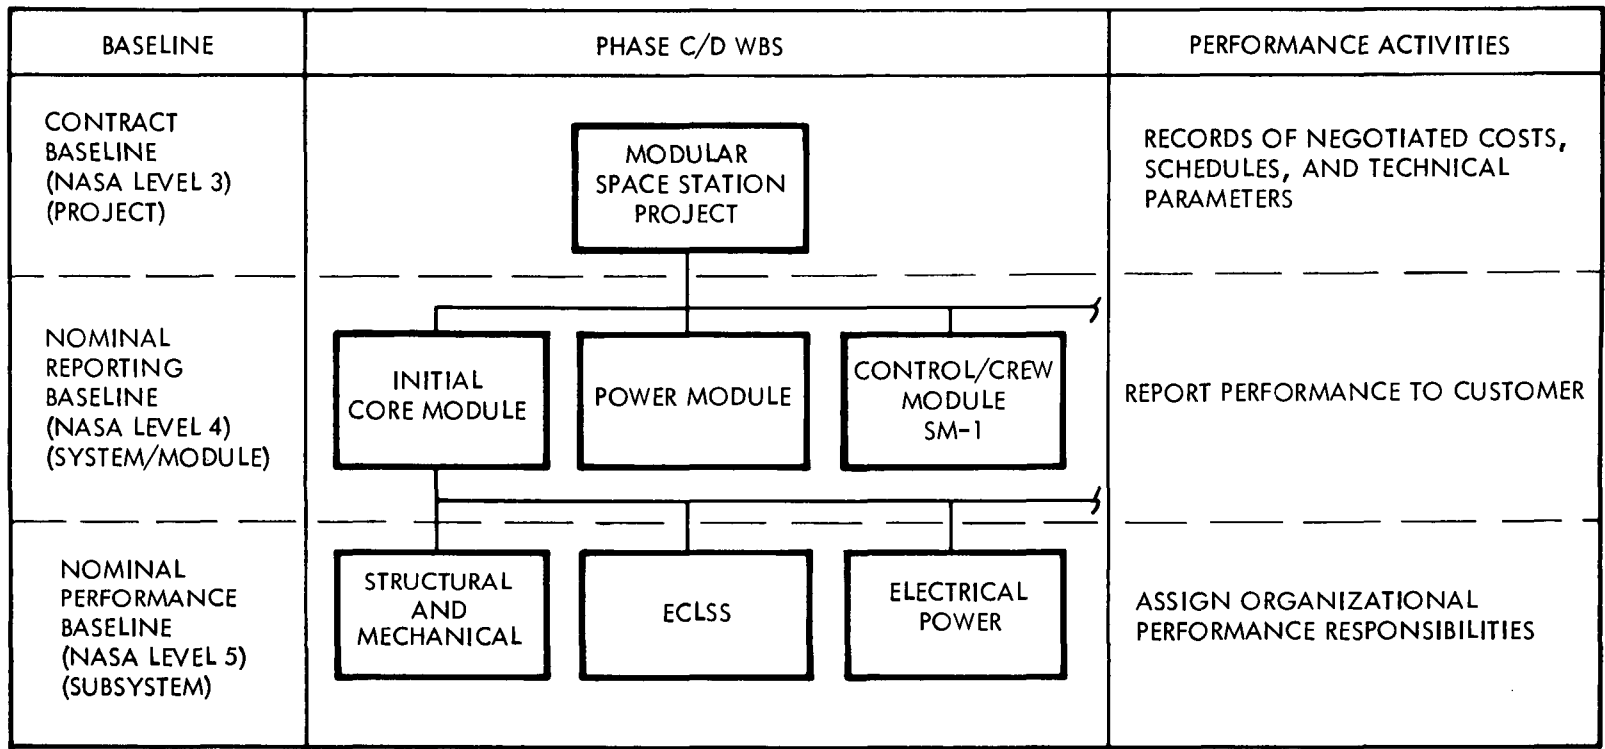 BASELINE
PHASE C/D WBS
PERFORMANCE ACTIVITIES
CONTRACT
BASELINE
(NASA LEVEL 3)
(PROJECT)
MODULAR
SPACE STATION
PROJECT
RECORDS OF NEGOTIATED COSTS,
SCHEDULES, AND TECHNICAL
PARAMETERS
NOMINAL
REPORTING
BASELINE
(NASA LEVEL 4)
(SYSTEM/MODULE)
INITIAL
CORE MODULE
POWER MODULE
CONTROL/CREW
MODULE
SM-1
REPORT PERFORMANCE TO CUSTOMER
NOMINAL
PERFORMANCE
BASELINE
(NASA LEVEL 5)
(SUBSYSTEM)
STRUCTURAL
AND
MECHANICAL
ECLSS
ELECTRICAL
POWER
ASSIGN ORGANIZATIONAL
PERFORMANCE RESPONSIBILITIES